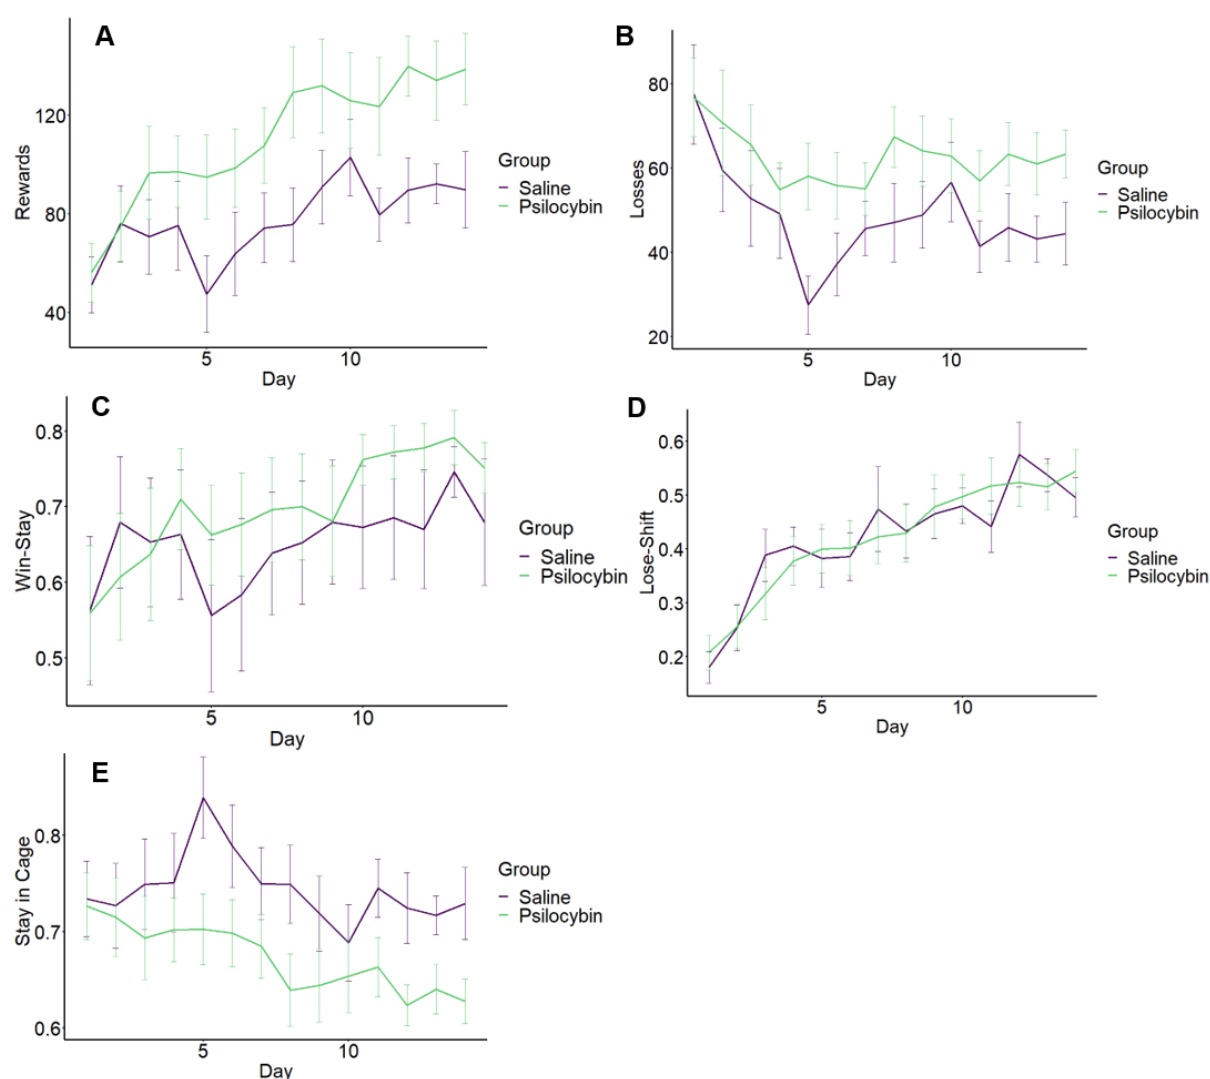 A
Rewards
120
80
40
5
10
Day
Group
Saline
Psilocybin
B
Losses
80
60
40
20
5
10
Day
Group
Saline
Psilocybin
C
Win-Stay
0.8
0.7
0.6
0.5
5
10
Day
Group
Saline
Psilocybin
D
Lose-Shift
0.6
0.5
0.4
0.3
0.2
5
10
Day
Group
Saline
Psilocybin
E
Stay in Cage
0.8
0.7
0.6
5
10
Day
Group
Saline
Psilocybin